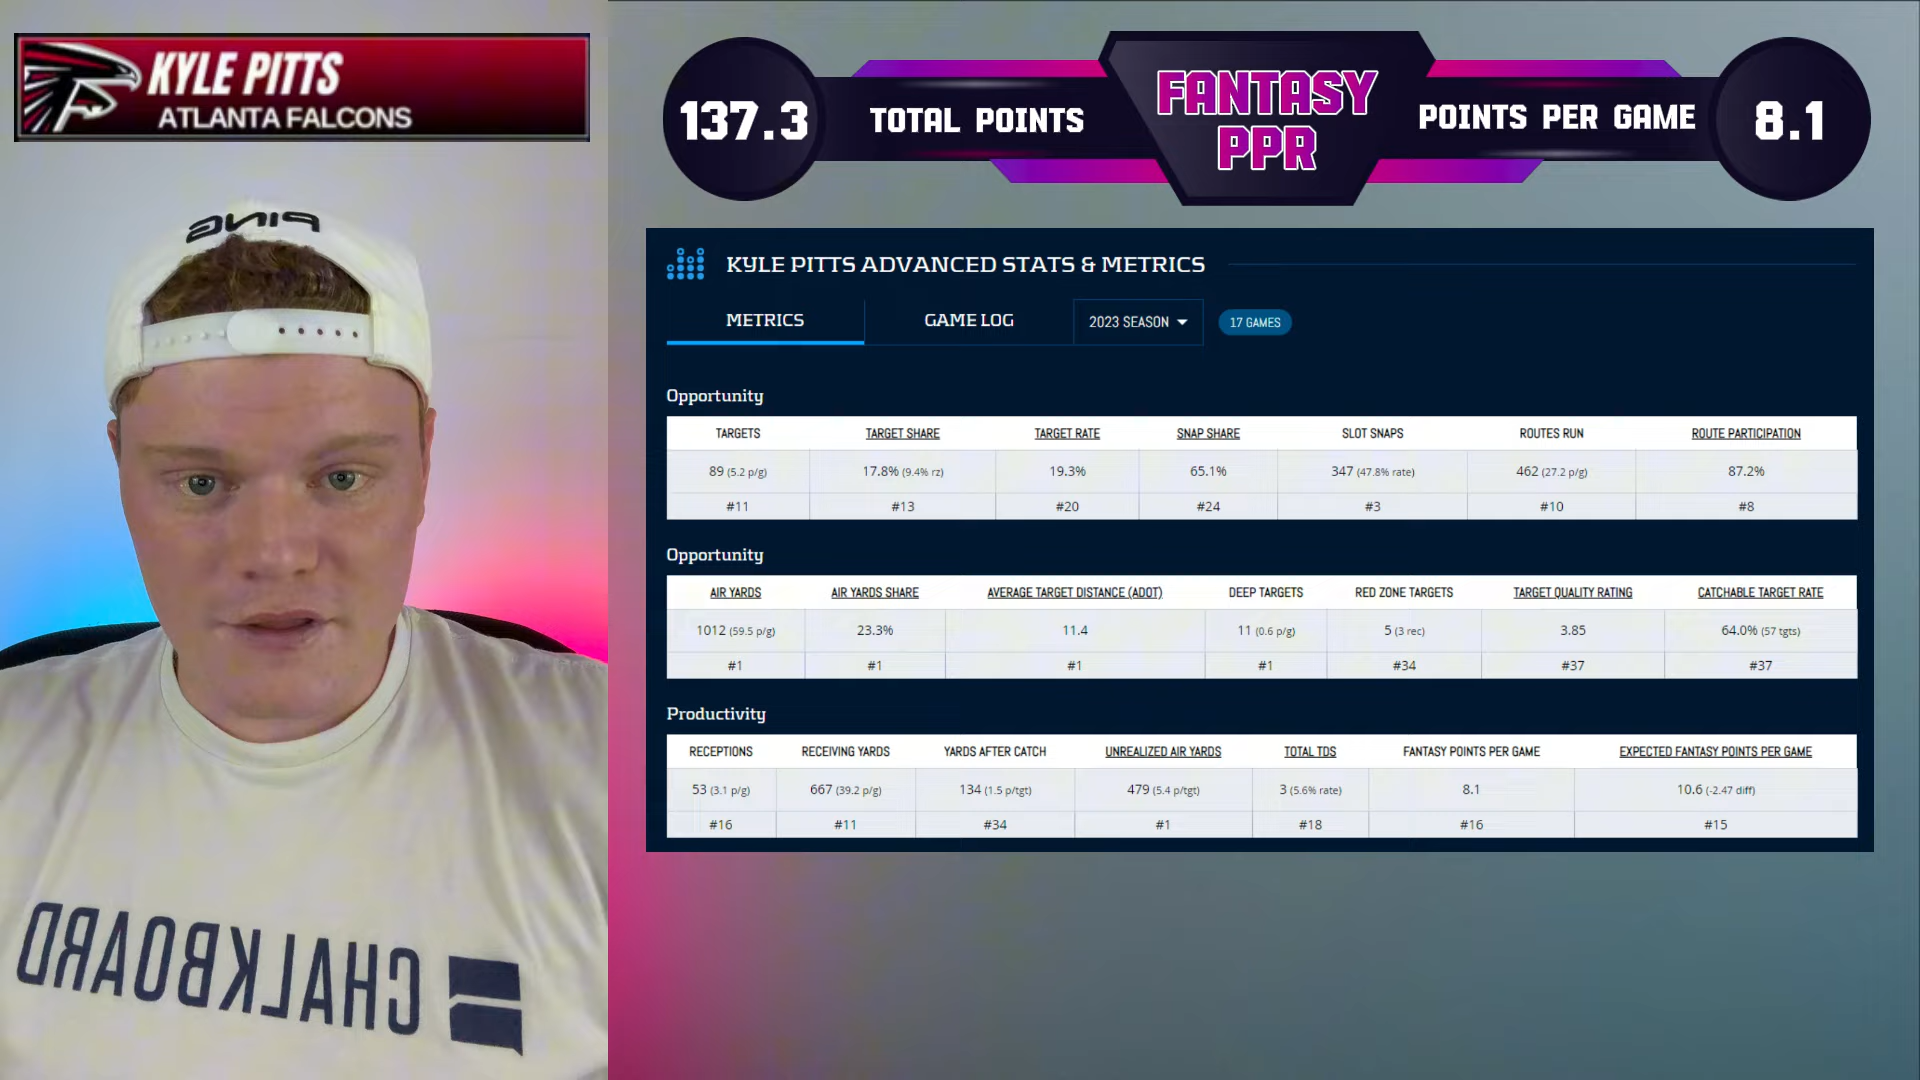 KYLE PITTS
ATLANTA FALCONS
137.3
TOTAL POINTS
FANTASY
PPR
POINTS PER GAME
8.1
PING
CHALKBOARD
KYLE PITTS ADVANCED STATS & METRICS
METRICS GAME LOG 2023 SEASON 17 GAMES
Opportunity
TARGETS TARGET SHARE TARGET RATE SNAP SHARE SLOT SNAPS ROUTES RUN ROUTE PARTICIPATION
89 (5.2 p/g) 17.8% (9.4% rz) 19.3% 65.1% 347 (47.8% rate) 462 (27.2 p/g) 87.2%
#11 #13 #20 #24 #3 #10 #8
Opportunity
AIR YARDS AIR YARDS SHARE AVERAGE TARGET DISTANCE (ADOT) DEEP TARGETS RED ZONE TARGETS TARGET QUALITY RATING CATCHABLE TARGET RATE
1012 (59.5 p/g) 23.3% 11.4 11 (0.6 p/g) 5 (3 rec) 3.85 64.0% (57 tgts)
#1 #1 #1 #1 #34 #37 #37
Productivity
RECEPTIONS RECEIVING YARDS YARDS AFTER CATCH UNREALIZED AIR YARDS TOTAL TDS FANTASY POINTS PER GAME EXPECTED FANTASY POINTS PER GAME
53 (3.1 p/g) 667 (39.2 p/g) 134 (1.5 p/tgt) 479 (5.4 p/tgt) 3 (5.6% rate) 8.1 10.6 (-2.47 diff)
#16 #11 #34 #1 #18 #16 #15